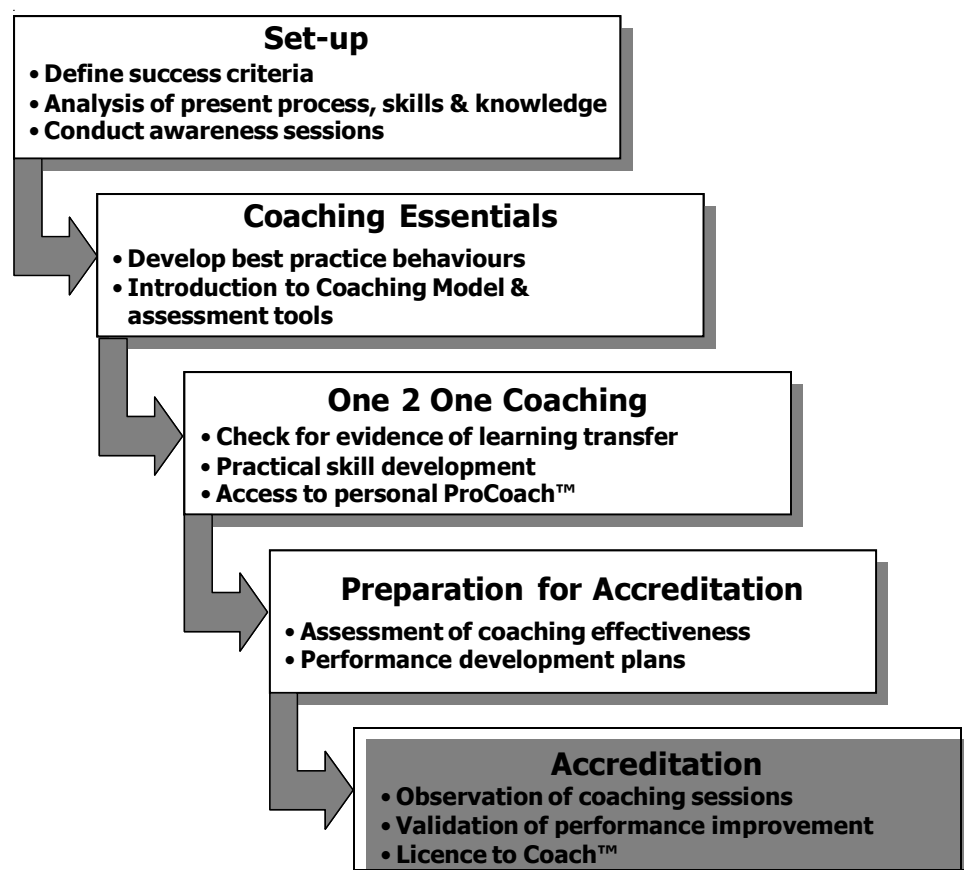 Set-up
• Define success criteria
• Analysis of present process, skills & knowledge
• Conduct awareness sessions
Coaching Essentials
• Develop best practice behaviours
• Introduction to Coaching Model &
assessment tools
One 2 One Coaching
• Check for evidence of learning transfer
• Practical skill development
• Access to personal ProCoach™
Preparation for Accreditation
• Assessment of coaching effectiveness
• Performance development plans
Accreditation
• Observation of coaching sessions
• Validation of performance improvement
• Licence to Coach™